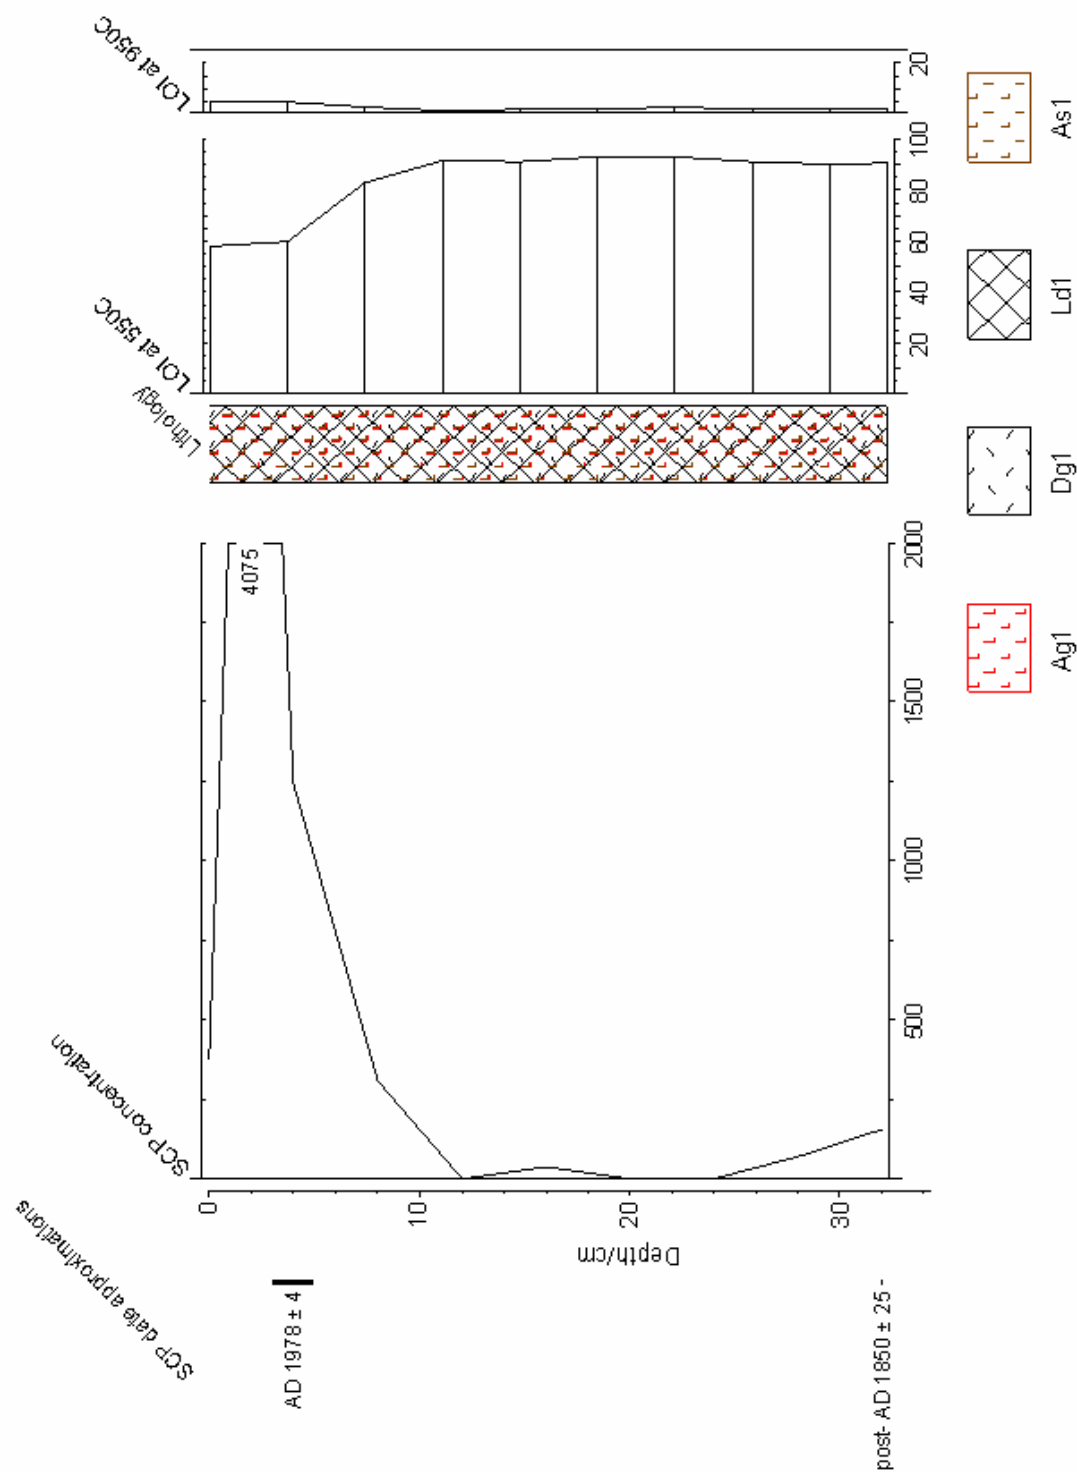 SCP date approximations
SCP concentration
Lithology
LOI at 550C
LOI at 950C
AD 1978 ± 4
post- AD 1850 ± 25 -
0
10
20
30
Depth/cm
4075
500
1000
1500
2000
20
40
60
80
100
20
Ag1
Dg1
Ld1
As1